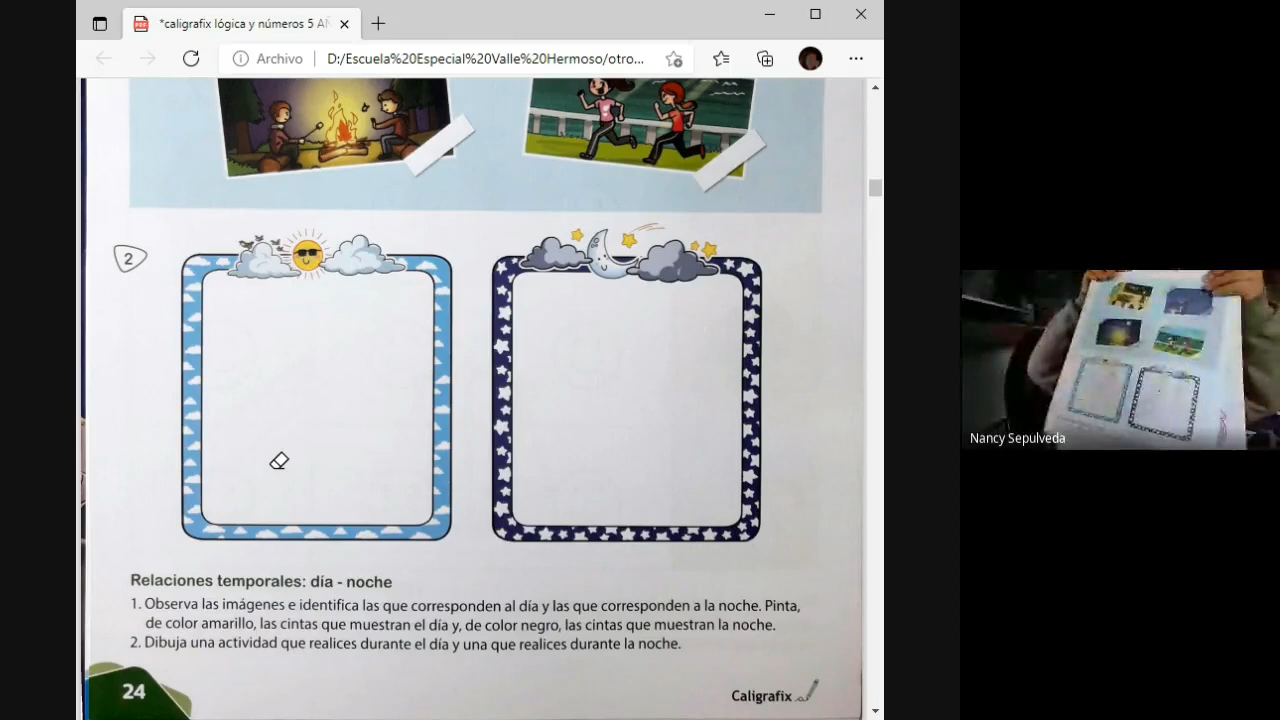 *caligrafix lógica y números 5 AÑ
Archivo
D:/Escuela%20Especial%20Valle%20Hermoso/otro...
2
Nancy Sepulveda
Relaciones temporales: día - noche
1. Observa las imágenes e identifica las que corresponden al día y las que corresponden a la noche. Pinta,
de color amarillo, las cintas que muestran el día y, de color negro, las cintas que muestran la noche.
2. Dibuja una actividad que realices durante el día y una que realices durante la noche.
24
Caligrafix